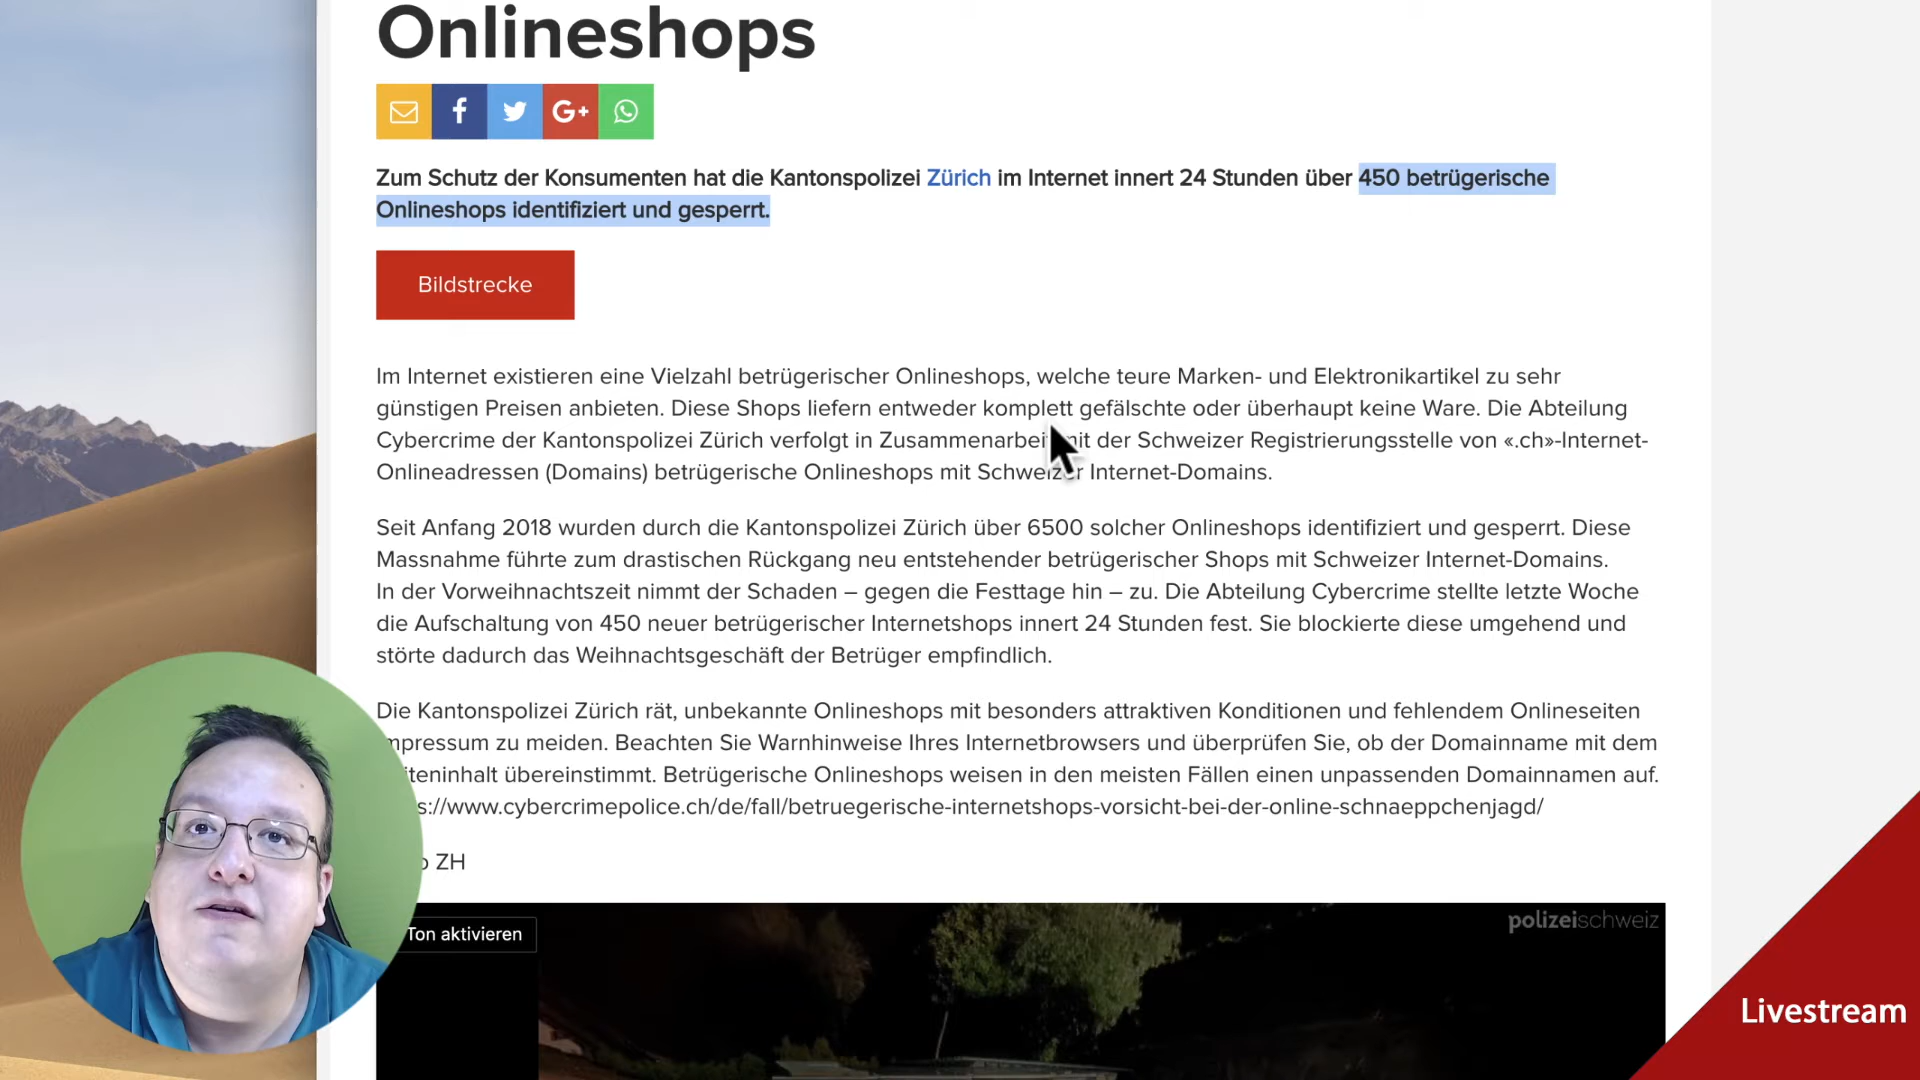 Onlineshops
G+
Zum Schutz der Konsumenten hat die Kantonspolizei Zürich im Internet innert 24 Stunden über 450 betrügerische
Onlineshops identifiziert und gesperrt.
Bildstrecke
Im Internet existieren eine Vielzahl betrügerischer Onlineshops, welche teure Marken- und Elektronikartikel zu sehr
günstigen Preisen anbieten. Diese Shops liefern entweder komplett gefälschte oder überhaupt keine Ware. Die Abteilung
Cybercrime der Kantonspolizei Zürich verfolgt in Zusammenarbeit mit der Schweizer Registrierungsstelle von «.ch»-Internet-
Onlineadressen (Domains) betrügerische Onlineshops mit Schweizer Internet-Domains.
Seit Anfang 2018 wurden durch die Kantonspolizei Zürich über 6500 solcher Onlineshops identifiziert und gesperrt. Diese
Massnahme führte zum drastischen Rückgang neu entstehender betrügerischer Shops mit Schweizer Internet-Domains.
In der Vorweihnachtszeit nimmt der Schaden – gegen die Festtage hin – zu. Die Abteilung Cybercrime stellte letzte Woche
die Aufschaltung von 450 neuer betrügerischer Internetshops innert 24 Stunden fest. Sie blockierte diese umgehend und
störte dadurch das Weihnachtsgeschäft der Betrüger empfindlich.
Die Kantonspolizei Zürich rät, unbekannte Onlineshops mit besonders attraktiven Konditionen und fehlendem Onlineseiten
mpressum zu meiden. Beachten Sie Warnhinweise Ihres Internetbrowsers und überprüfen Sie, ob der Domainname mit dem
iteninhalt übereinstimmt. Betrügerische Onlineshops weisen in den meisten Fällen einen unpassenden Domainnamen auf.
s://www.cybercrimepolice.ch/de/fall/betruegerische-internetshops-vorsicht-bei-der-online-schnaeppchenjagd/
ZH
Ton aktivieren
polizeischweiz
Livestream